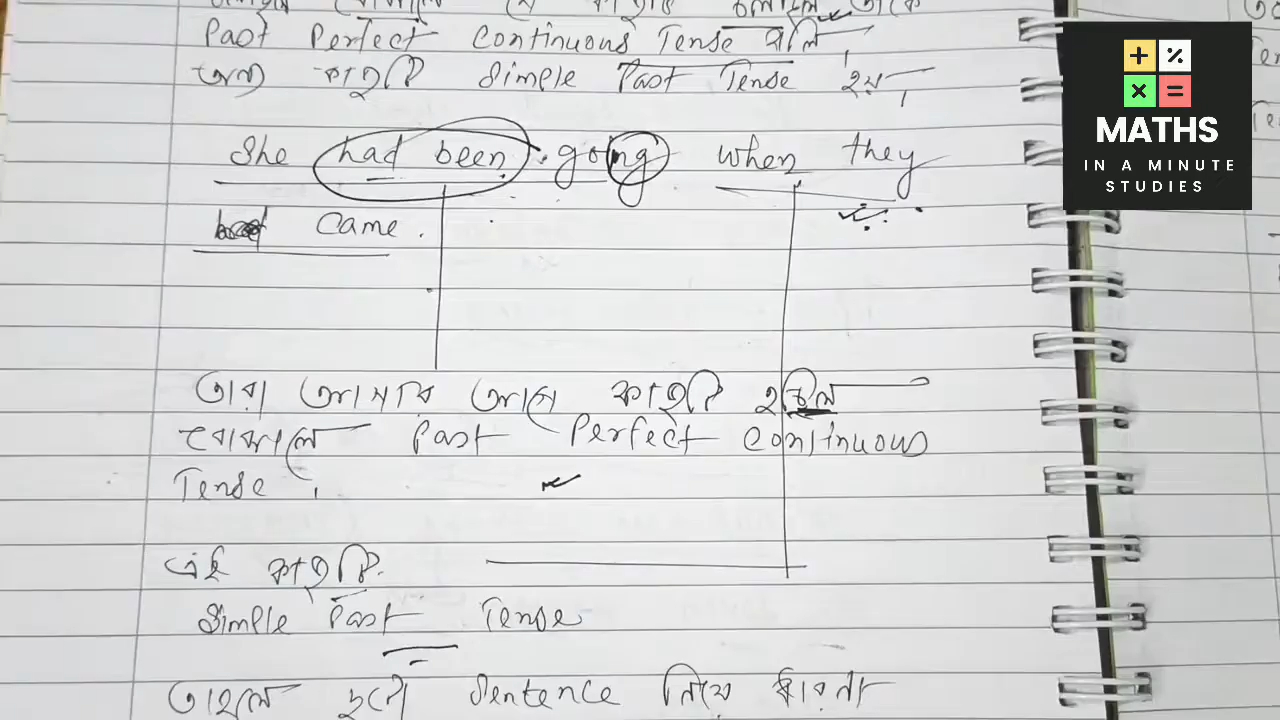 Past Perfect Continuous Tense বলি।
অন্য কাজটি Simple Past Tense হয়।
She had been going when they
came.
তারা আসার আগে কাজটি হচ্ছিল
বোঝালে Past Perfect Continuous
Tense ।
এই কাজটি
Simple Past Tense
তাহলে দুটো Sentence নিয়ে ধারনা
MATHS
IN A MINUTE
STUDIES